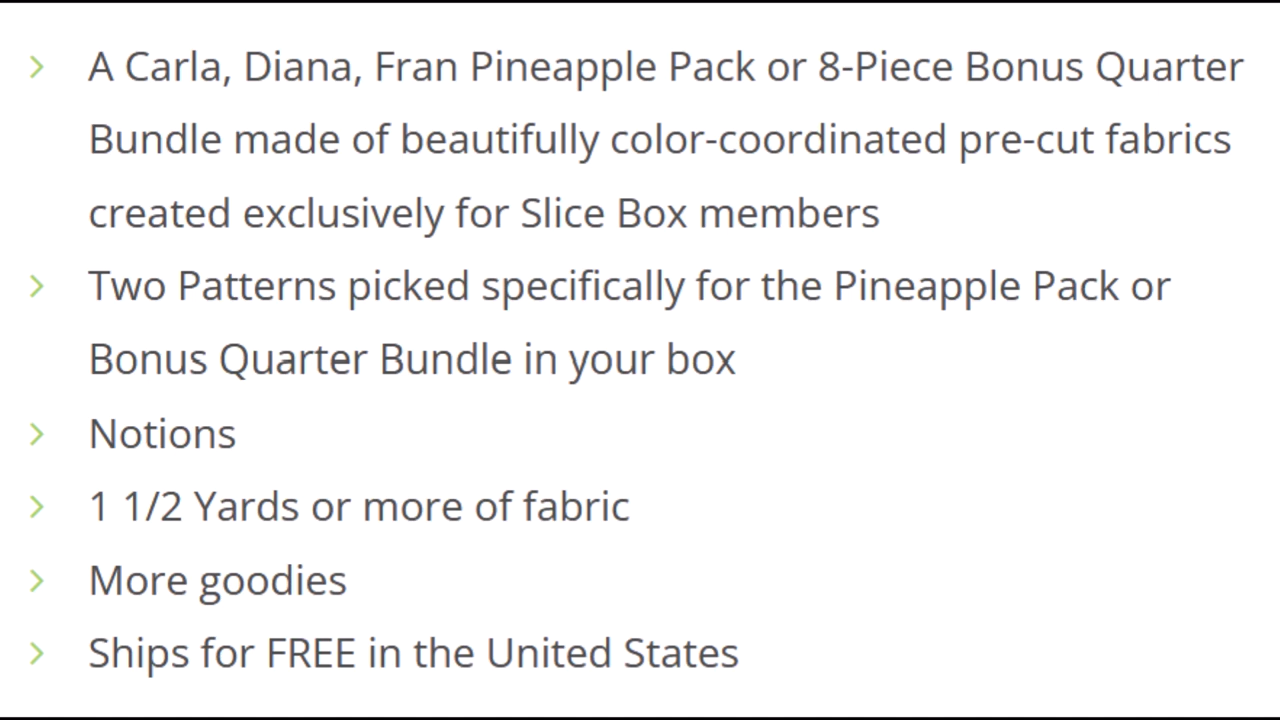 A Carla, Diana, Fran Pineapple Pack or 8-Piece Bonus Quarter
Bundle made of beautifully color-coordinated pre-cut fabrics
created exclusively for Slice Box members
Two Patterns picked specifically for the Pineapple Pack or
Bonus Quarter Bundle in your box
Notions
1 1/2 Yards or more of fabric
More goodies
Ships for FREE in the United States